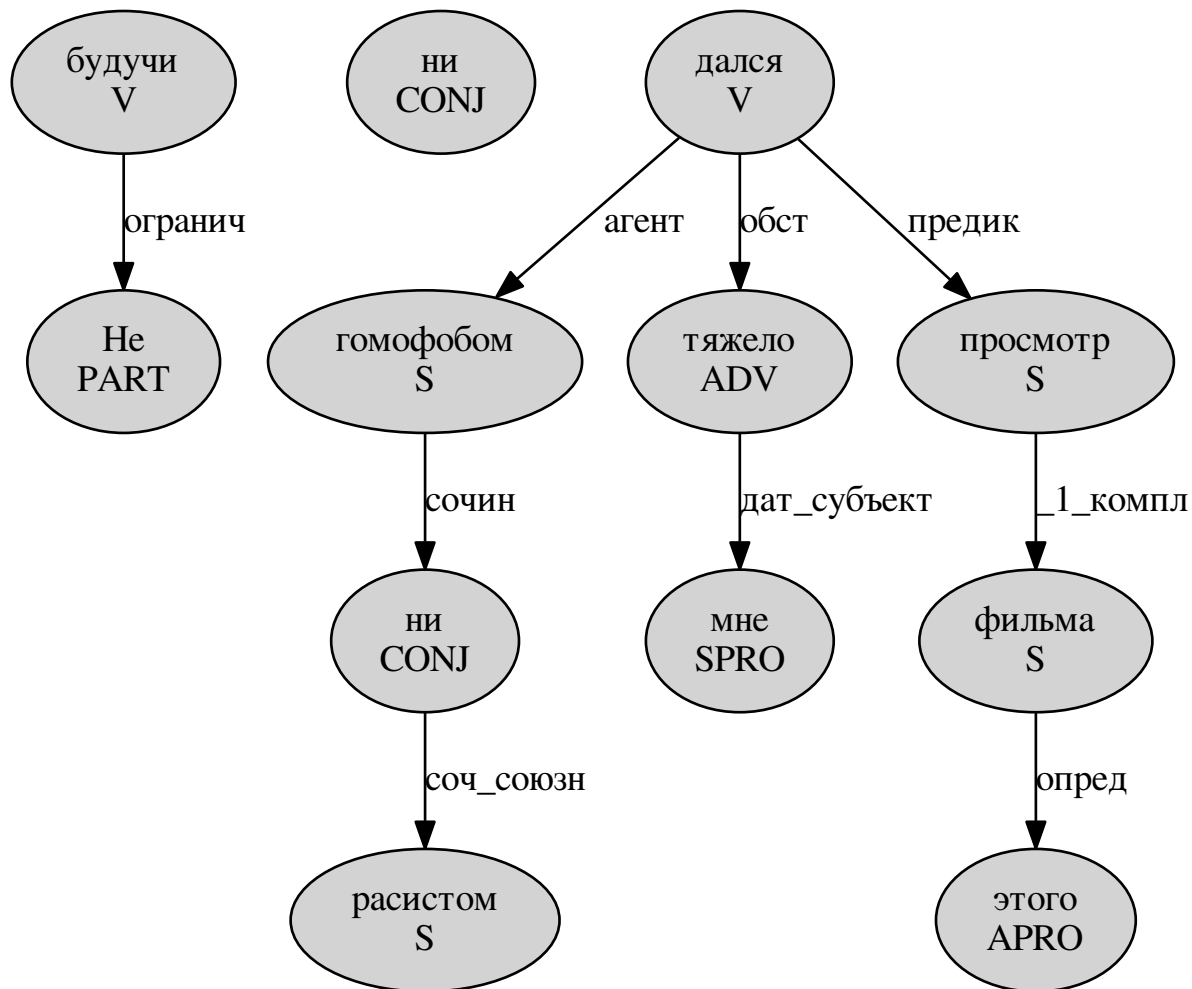 будучи
V
ни
CONJ
дался
V
огранич
агент
обст
предик
Не
PART
гомофобом
S
тяжело
ADV
просмотр
S
сочин
дат_субъект
_1_компл
ни
CONJ
мне
SPRO
фильма
S
соч_союзн
опред
расистом
S
этого
APRO